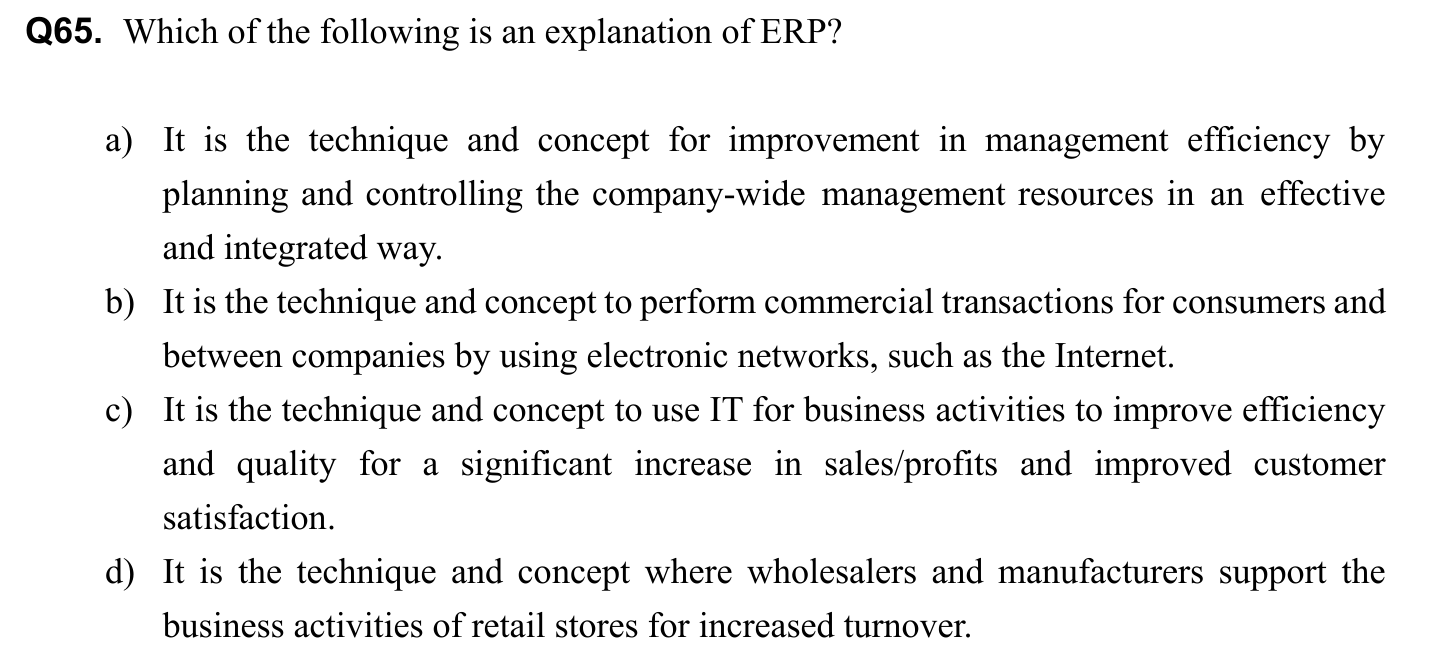 Q65. Which of the following is an explanation of ERP?
a) It is the technique and concept for improvement in management efficiency by
planning and controlling the company-wide management resources in an effective
and integrated way.
b) It is the technique and concept to perform commercial transactions for consumers and
between companies by using electronic networks, such as the Internet.
c) It is the technique and concept to use IT for business activities to improve efficiency
and quality for a significant increase in sales/profits and improved customer
satisfaction.
d) It is the technique and concept where wholesalers and manufacturers support the
business activities of retail stores for increased turnover.